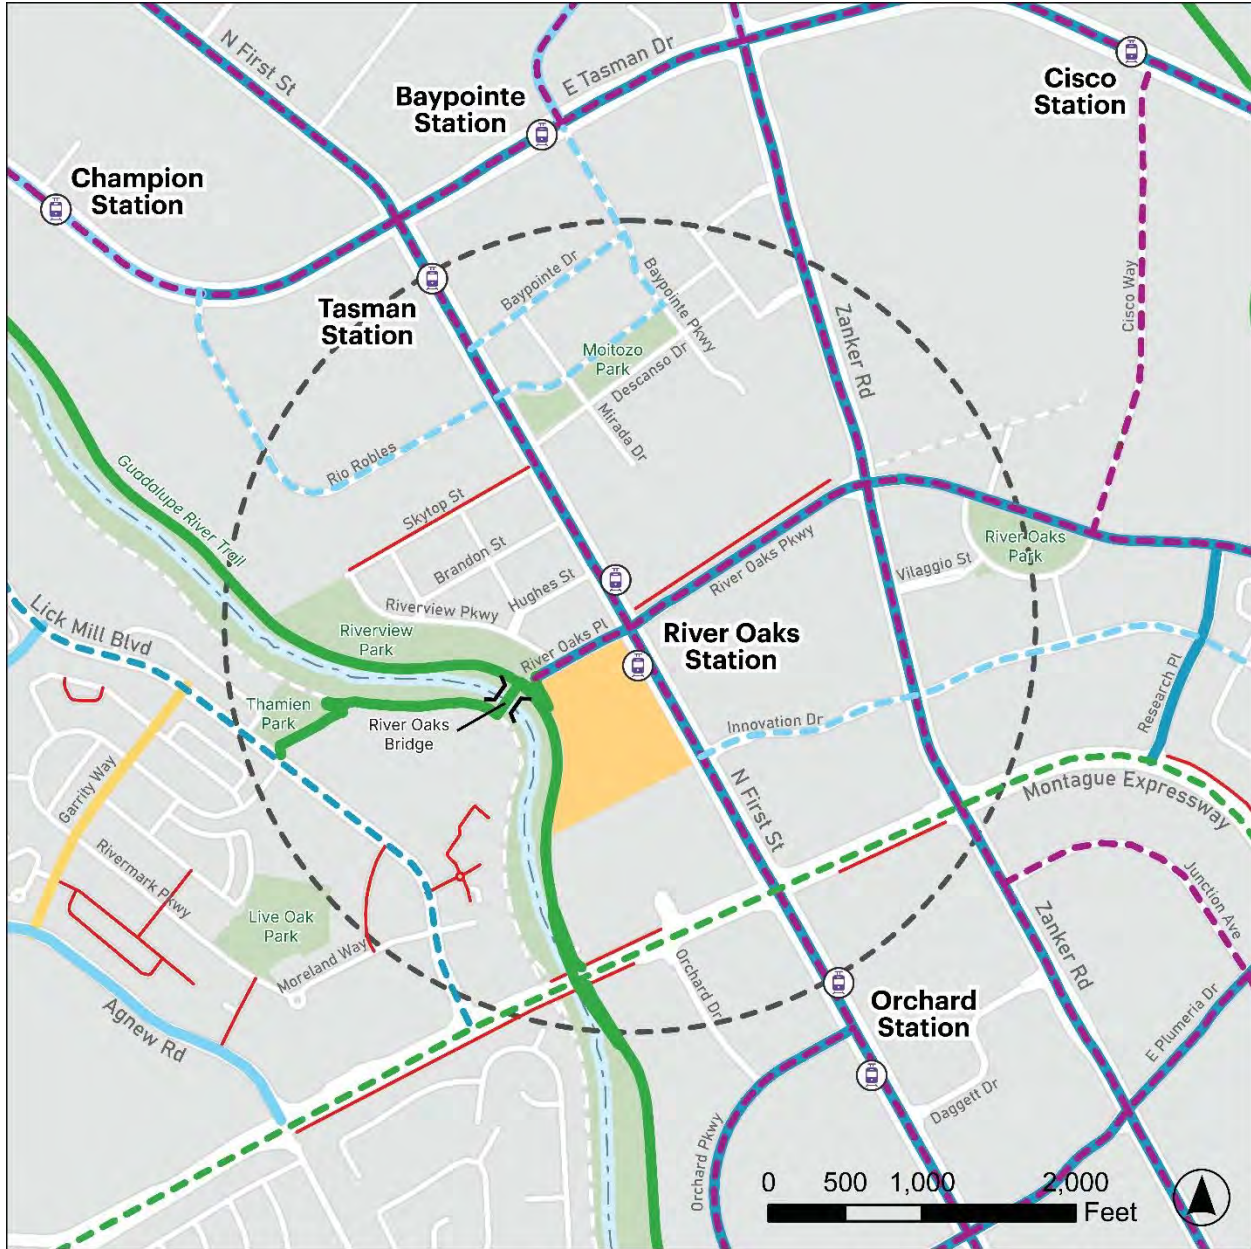 N First St
E Tasman Dr
Baypointe
Station
Cisco
Station
Champion
Station
Tasman
Station
Baypointe Dr
Baypointe Pkwy
Cisco Way
Zanker Rd
Moitozo
Park
Descanso Dr
Mirada Dr
Rio Robles
Guadalupe River Trail
Skytop St
Brandon St
Hughes St
Riverview Pkwy
River Oaks Pkwy
River Oaks
Park
Vilaggio St
Lick Mill Blvd
Riverview
Park
River Oaks Pl
River Oaks
Station
Thamien
Park
River Oaks
Bridge
Innovation Dr
Research Pl
Garrity Way
N First St
Montague Expressway
Rivermark Pkwy
Live Oak
Park
Moreland Way
Junction Ave
Zanker Rd
Orchard Dr
Agnew Rd
Orchard
Station
E Plumeria Dr
Daggett Dr
Orchard Pkwy
0 500 1,000 2,000
Feet